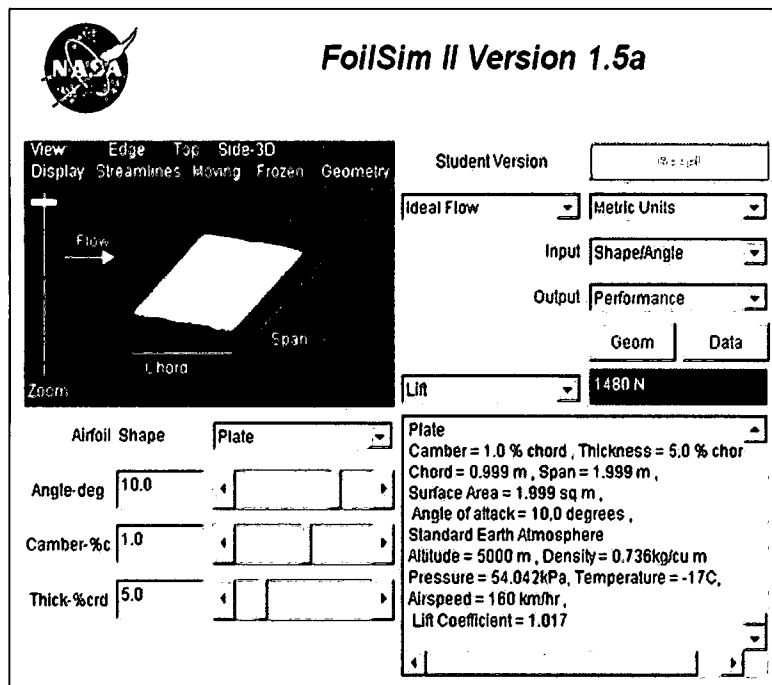 NASA
FoilSim II Version 1.5a
View Edge Top Side-3D
Display Streamlines Moving Frozen Geometry
Flow
Span
Chord
Zoom
Student Version
Ideal Flow Metric Units
Input Shape/Angle
Output Performance
Geom Data
Lift 1480 N
Airfoil Shape Plate
Angle-deg 10.0
Camber-%c 1.0
Thick-%crd 5.0
Plate
Camber = 1.0 % chord , Thickness = 5.0 % chor
Chord = 0.999 m , Span = 1.999 m ,
Surface Area = 1.999 sq m ,
Angle of attack = 10,0 degrees ,
Standard Earth Atmosphere
Altitude = 5000 m , Density = 0.736kg/cu m
Pressure = 54.042kPa, Temperature = -17C,
Airspeed = 160 km/hr ,
Lift Coefficient = 1.017